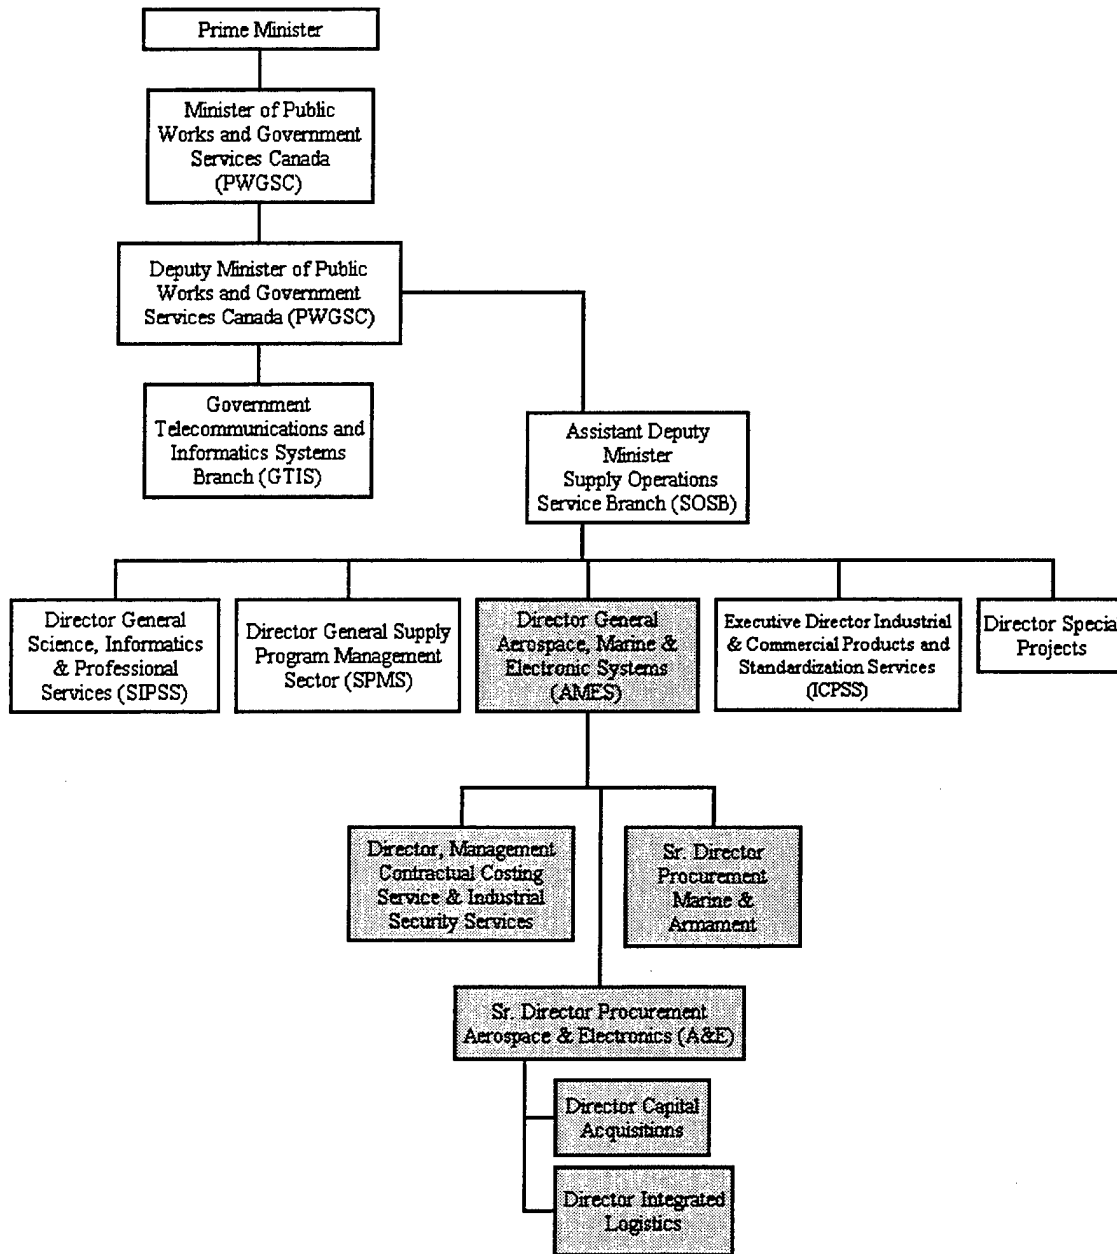 Prime Minister
Minister of Public
Works and Government
Services Canada
(PWGSC)
Deputy Minister of Public
Works and Government
Services Canada (PWGSC)
Government
Telecommunications and
Informatics Systems
Branch (GTIS)
Assistant Deputy
Minister
Supply Operations
Service Branch (SOSB)
Director General
Science, Informatics
& Professional
Services (SIPSS)
Director General Supply
Program Management
Sector (SPMS)
Director General
Aerospace, Marine &
Electronic Systems
(AMES)
Executive Director Industrial
& Commercial Products and
Standardization Services
(ICPSS)
Director Special
Projects
Director, Management
Contractual Costing
Service & Industrial
Security Services
Sr. Director
Procurement
Marine &
Armament
Sr. Director Procurement
Aerospace & Electronics (A&E)
Director Capital
Acquisitions
Director Integrated
Logistics